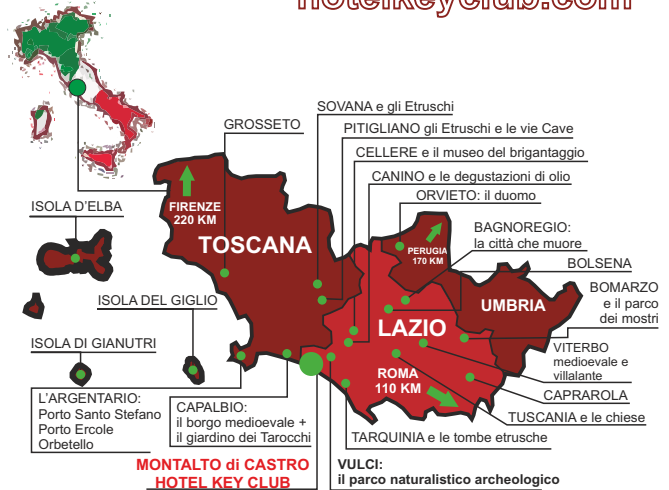 hotelkeyclub.com
SOVANA e gli Etruschi
GROSSETO
PITIGLIANO gli Etruschi e le vie Cave
CELLERE e il museo del brigantaggio
CANINO e le degustazioni di olio
ORVIETO: il duomo
ISOLA D'ELBA
FIRENZE
220 KM
BAGNOREGIO:
la città che muore
PERUGIA
170 KM
TOSCANA
BOLSENA
ISOLA DEL GIGLIO
UMBRIA
BOMARZO
e il parco
dei mostri
LAZIO
ISOLA DI GIANUTRI
VITERBO
medioevale e
villalante
ROMA
110 KM
L'ARGENTARIO:
Porto Santo Stefano
Porto Ercole
Orbetello
CAPALBIO:
il borgo medioevale +
il giardino dei Tarocchi
CAPRAROLA
TUSCANIA e le chiese
TARQUINIA e le tombe etrusche
MONTALTO di CASTRO
HOTEL KEY CLUB
VULCI:
il parco naturalistico archeologico